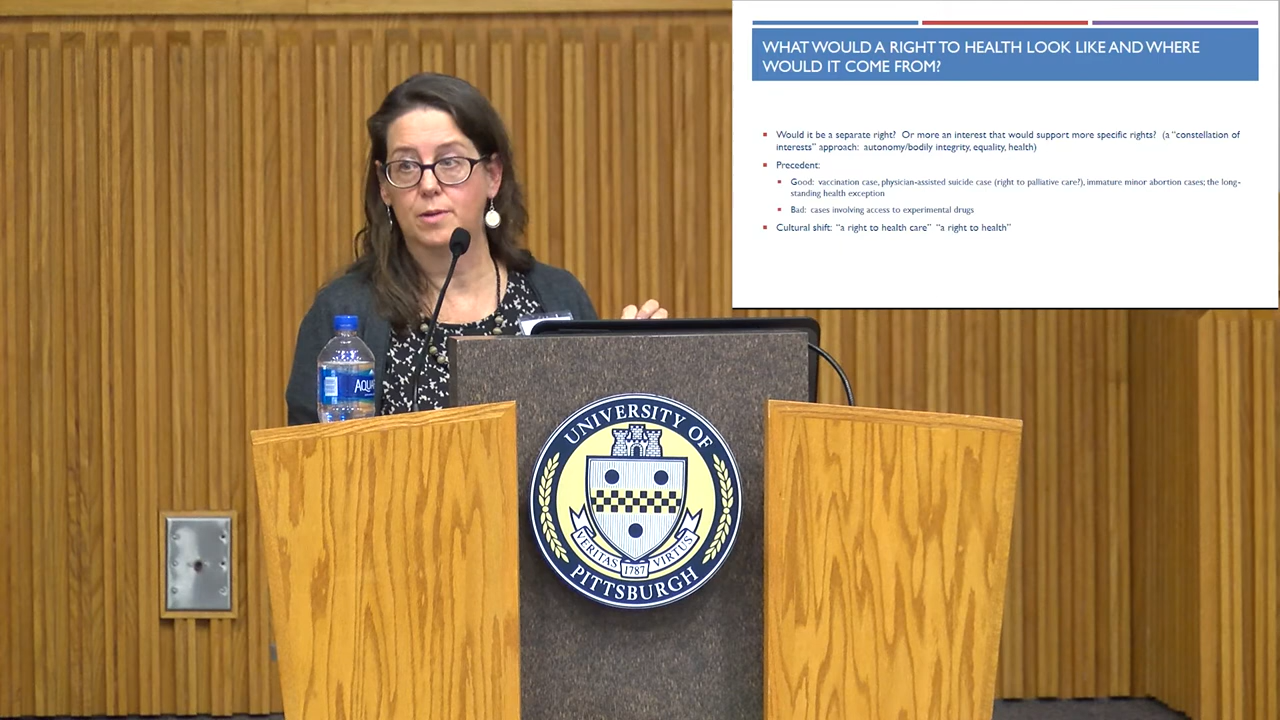 WHAT WOULD A RIGHT TO HEALTH LOOK LIKE AND WHERE
WOULD IT COME FROM?
Would it be a separate right? Or more an interest that would support more specific rights? (a "constellation of
interests" approach: autonomy/bodily integrity, equality, health)
Precedent:
Good: vaccination case, physician-assisted suicide case (right to palliative care?), immature minor abortion cases; the long-
standing health exception
Bad: cases involving access to experimental drugs
Cultural shift: "a right to health care" "a right to health"
AQUA
UNIVERSITY OF
VERITAS 1787 VIRTUS
PITTSBURGH